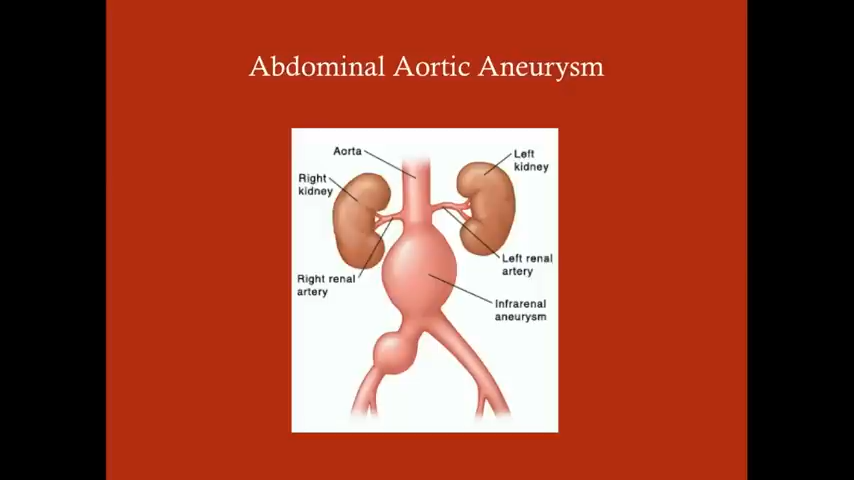 Abdominal Aortic Aneurysm
Aorta
Left
kidney
Right
kidney
Left renal
artery
Right renal
artery
Infrarenal
aneurysm